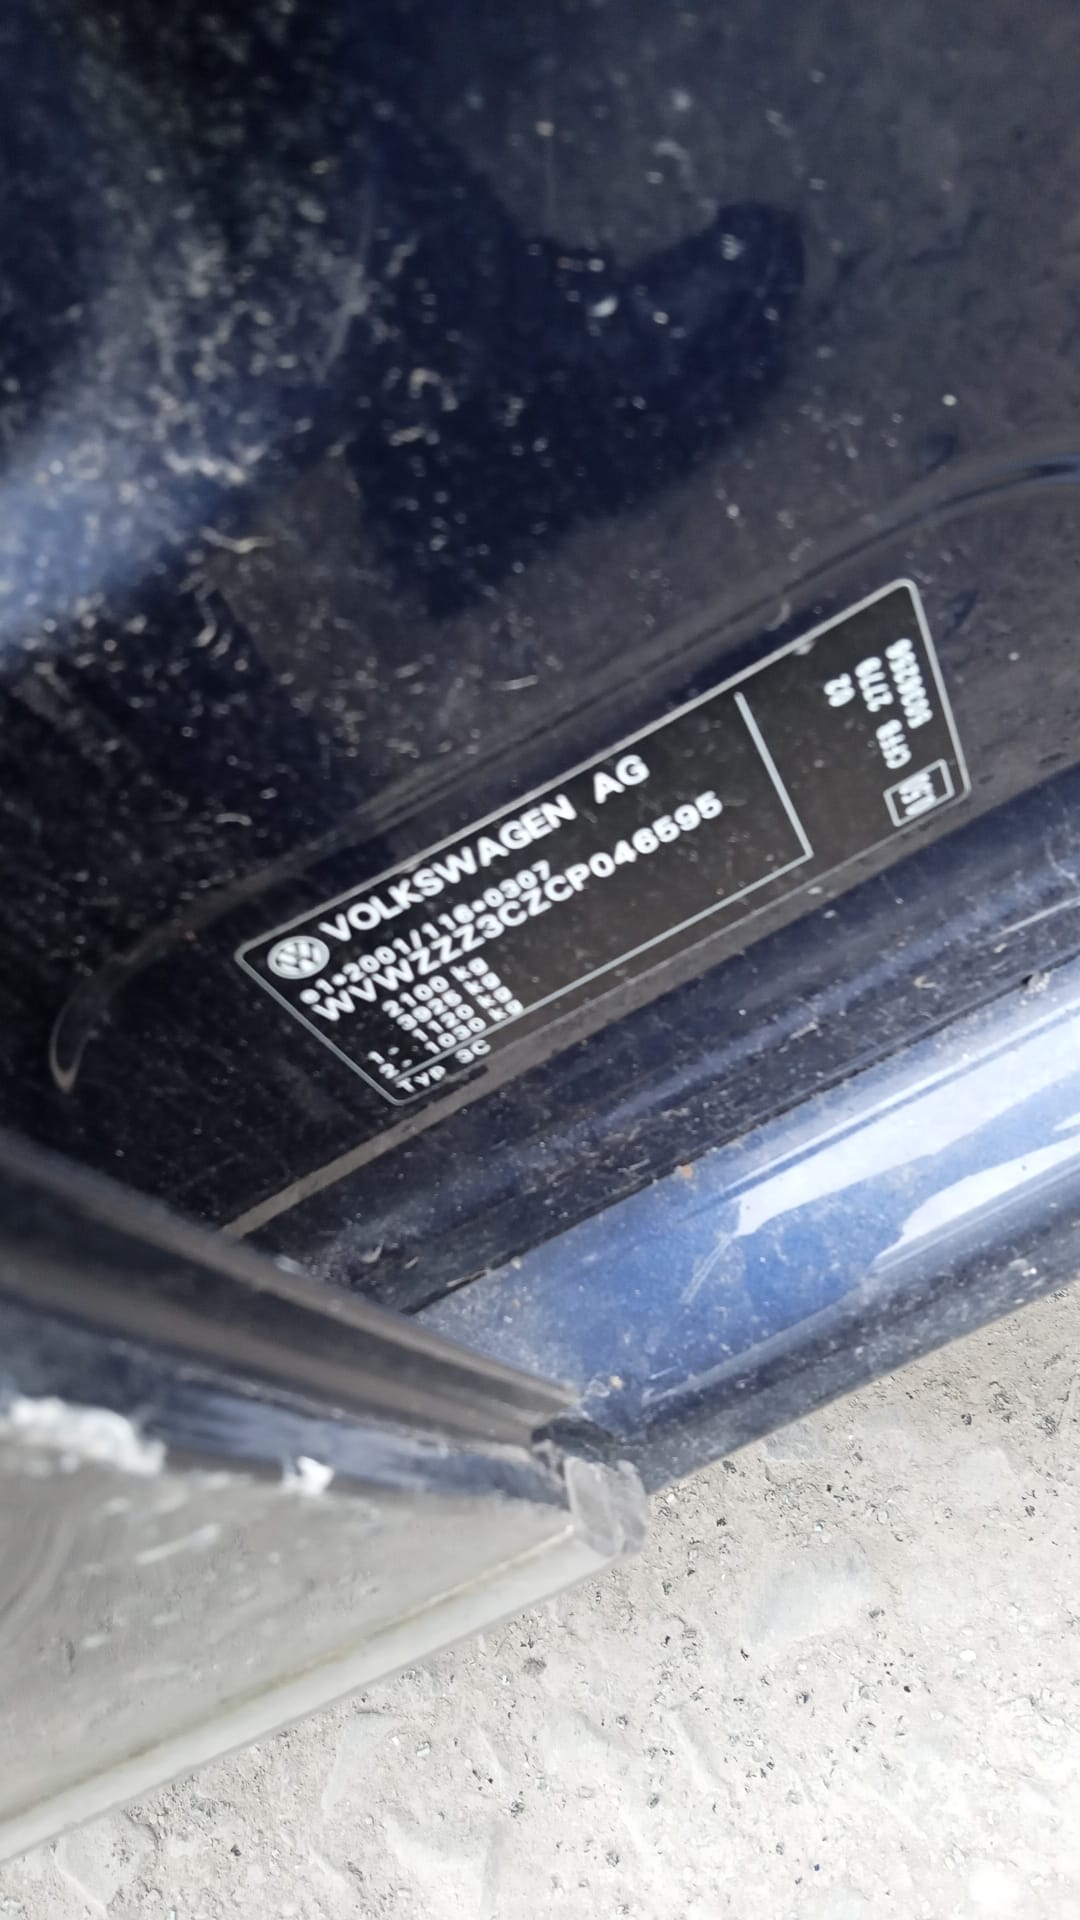 VOLKSWAGEN AG
e1*2001/116*0307
WVWZZZ3CZCP046595
2100 kg
3925 kg
1 - 1120 kg
2 - 1030 kg
TYP 3C